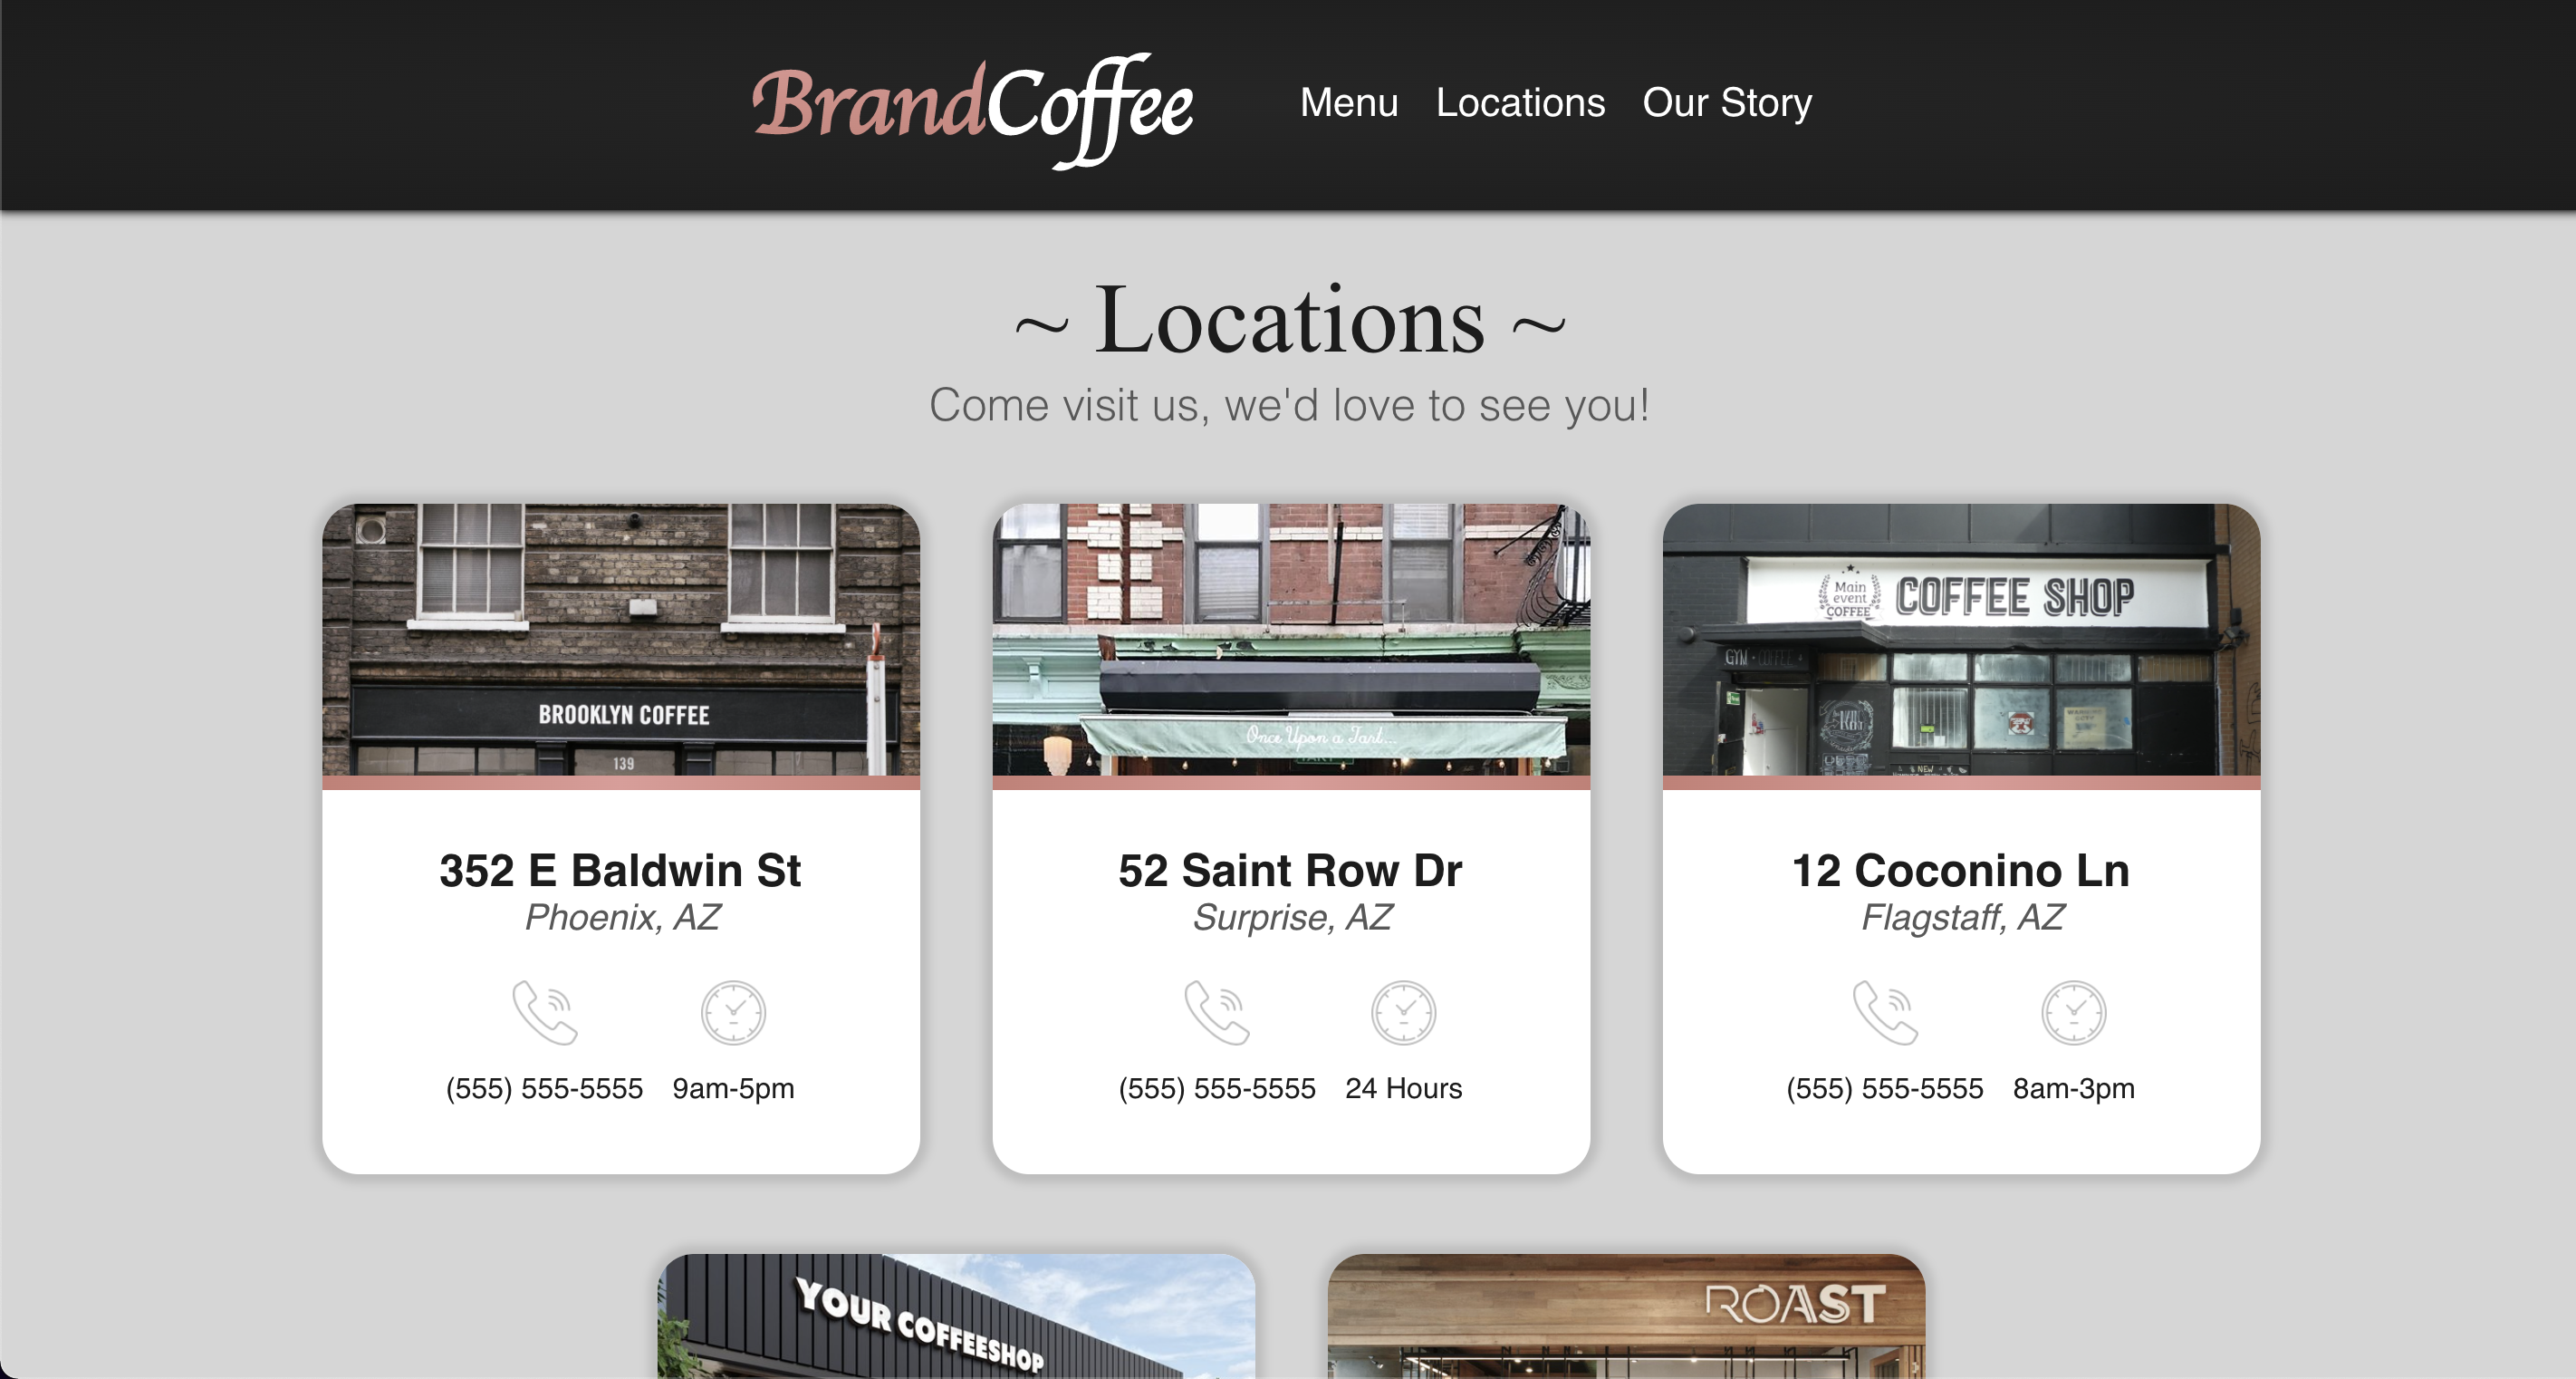 BrandCoffee Menu Locations Our Story
~ Locations ~
Come visit us, we'd love to see you!
BROOKLYN COFFEE
139
Once Upon a Tart...
Main
event
COFFEE
COFFEE SHOP
GYM • COFFEE
NEW
352 E Baldwin St
Phoenix, AZ
(555) 555-5555 9am-5pm
52 Saint Row Dr
Surprise, AZ
(555) 555-5555 24 Hours
12 Coconino Ln
Flagstaff, AZ
(555) 555-5555 8am-3pm
YOUR COFFEESHOP
ROAST